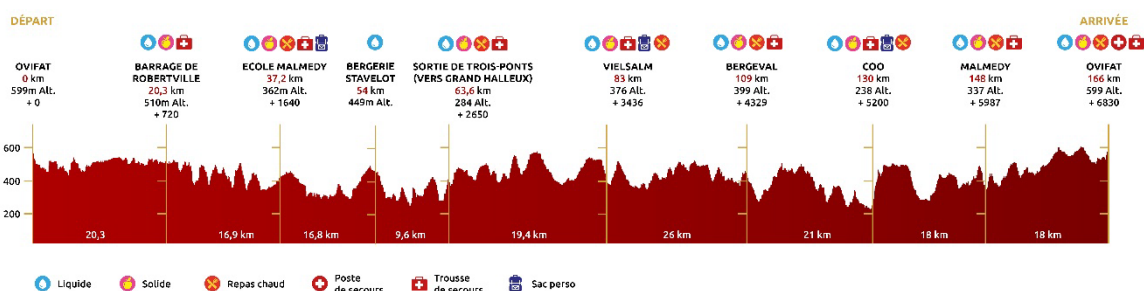 DÉPART
ARRIVÉE
OVIFAT
0 km
599m Alt.
+ 0
BARRAGE DE
ROBERTVILLE
20,3 km
510m Alt.
+ 720
ECOLE MALMEDY
37,2 km
362m Alt.
+ 1640
BERGERIE
STAVELOT
54 km
449m Alt.
SORTIE DE TROIS-PONTS
(VERS GRAND HALLEUX)
63,6 km
284 Alt.
+ 2650
VIELSALM
83 km
376 Alt.
+ 3436
BERGEVAL
109 km
399 Alt.
+ 4329
COO
130 km
238 Alt.
+ 5200
MALMEDY
148 km
337 Alt.
+ 5987
OVIFAT
166 km
599 Alt.
+ 6830
600
400
200
20,3
16,9 km
16,8 km
9,6 km
19,4 km
26 km
21 km
18 km
18 km
Liquide
Solide
Repas chaud
Poste
de secours
Trousse
de secours
Sac perso